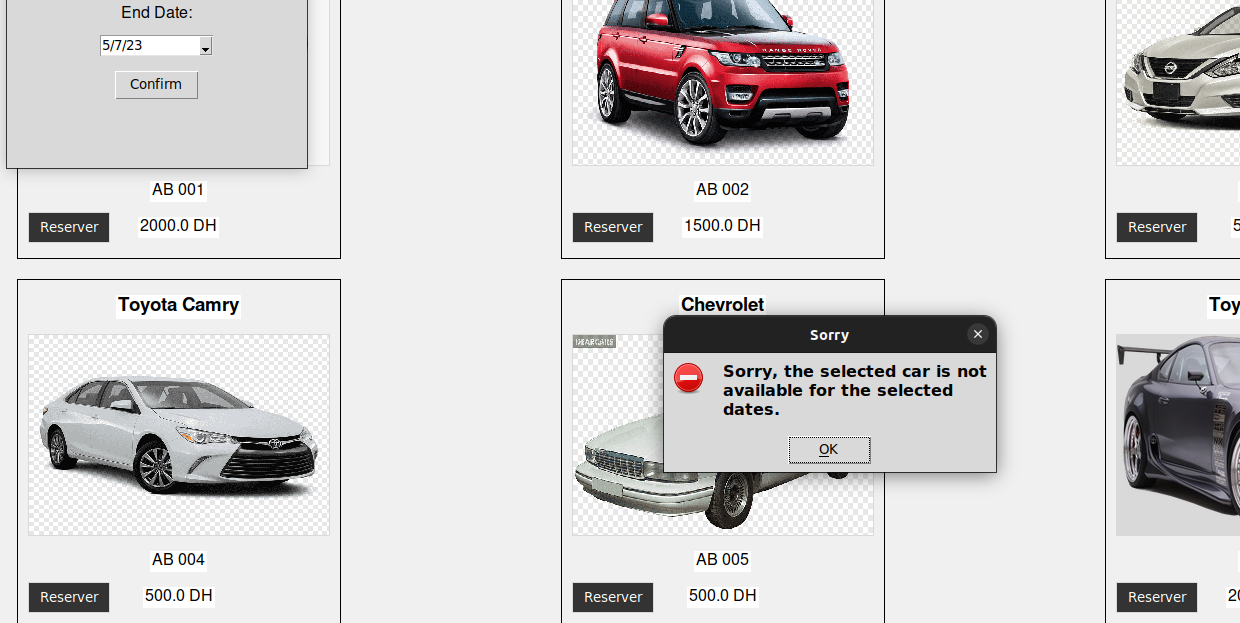 End Date:
5/7/23
Confirm
RANGE ROVER
AB 001
AB 002
Reserver
2000.0 DH
Reserver
1500.0 DH
Reserver
5
Toyota Camry
Chevrolet
Toy
Sorry
Sorry, the selected car is not
available for the selected
dates.
OK
AB 004
AB 005
Reserver
500.0 DH
Reserver
500.0 DH
Reserver
20